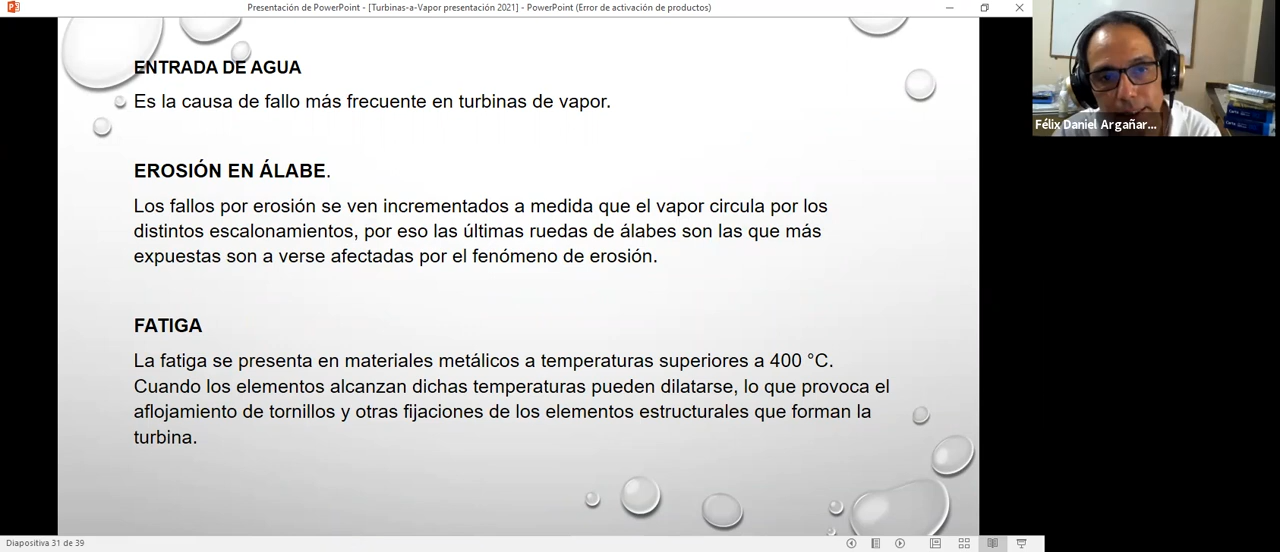 Presentación de PowerPoint - [Turbinas-a-Vapor presentación 2021] - PowerPoint (Error de activación de productos)
ENTRADA DE AGUA
Es la causa de fallo más frecuente en turbinas de vapor.
EROSIÓN EN ÁLABE.
Los fallos por erosión se ven incrementados a medida que el vapor circula por los
distintos escalonamientos, por eso las últimas ruedas de álabes son las que más
expuestas son a verse afectadas por el fenómeno de erosión.
FATIGA
La fatiga se presenta en materiales metálicos a temperaturas superiores a 400 °C.
Cuando los elementos alcanzan dichas temperaturas pueden dilatarse, lo que provoca el
aflojamiento de tornillos y otras fijaciones de los elementos estructurales que forman la
turbina.
Diapositiva 31 de 39
Félix Daniel Argañar...